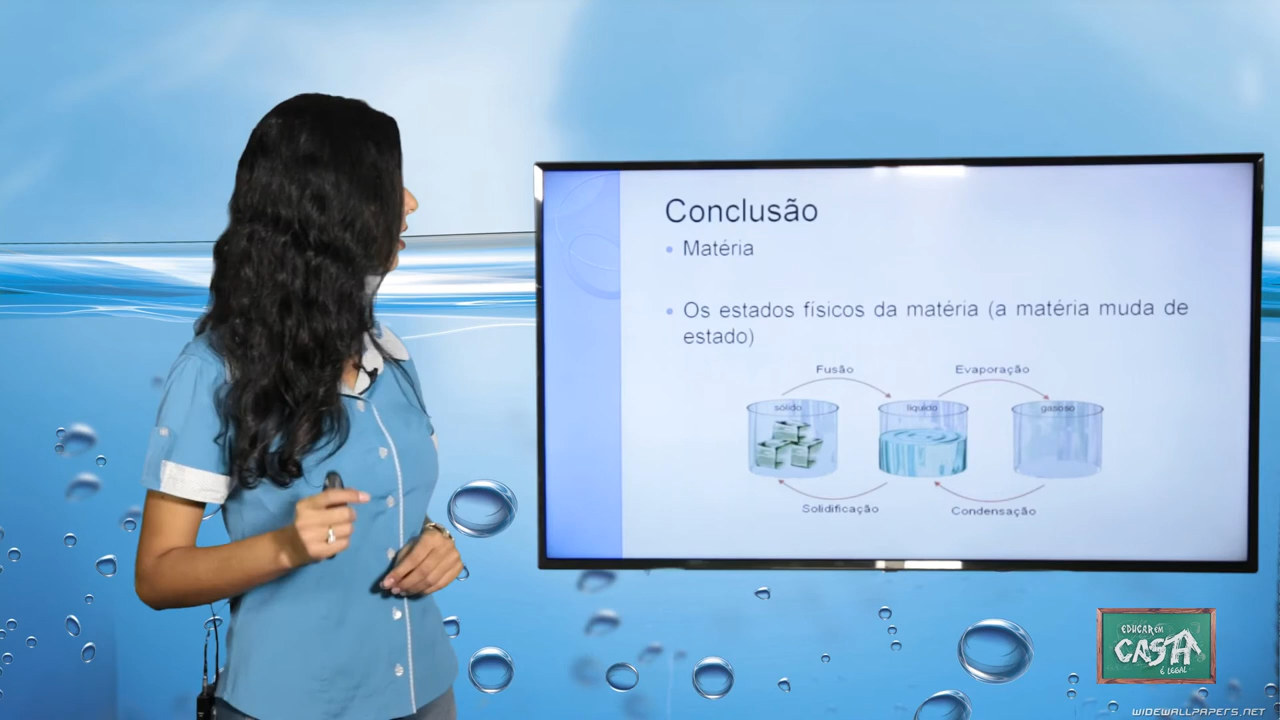 Conclusão
• Matéria
• Os estados físicos da matéria (a matéria muda de
estado)
Fusão Evaporação
sólido líquido gasoso
Solidificação Condensação
EDUCAR EM
CASA
É LEGAL
WIDEWALLPAPERS.NET